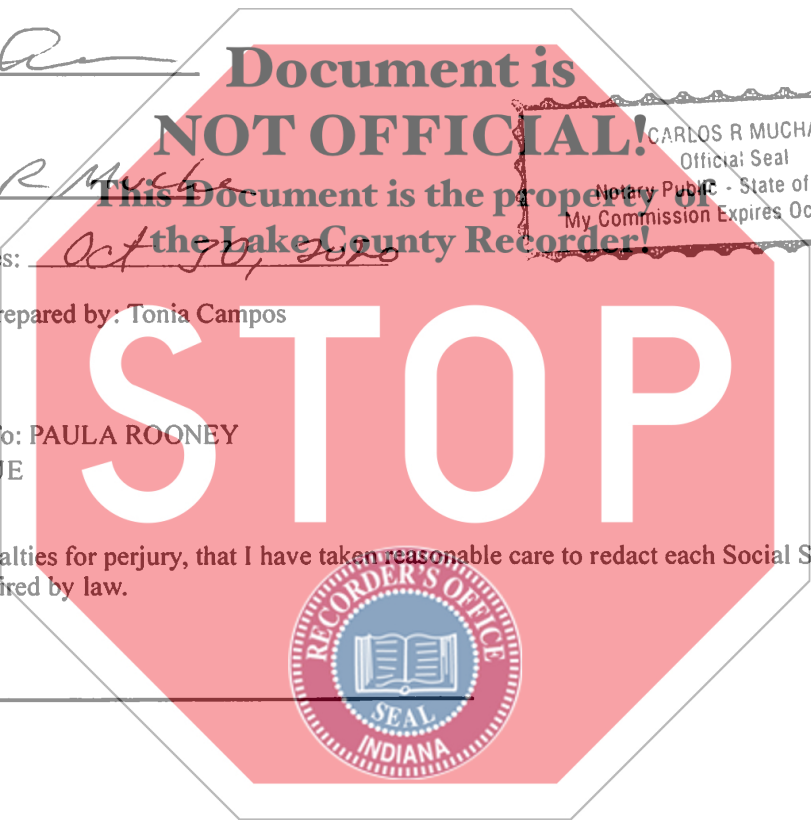 Document is
NOT OFFICIAL!
CARLOS R MUCHA
Official Seal
R Mucha
This Document is the property of
Notary Public - State of
My Commission Expires Oc
the Lake County Recorder!
es: Oct 30, 2020
repared by: Tonia Campos
STOP
o: PAULA ROONEY
UE
alties for perjury, that I have taken reasonable care to redact each Social S
ired by law.
RECORDER'S OFFICE
SEAL
INDIANA